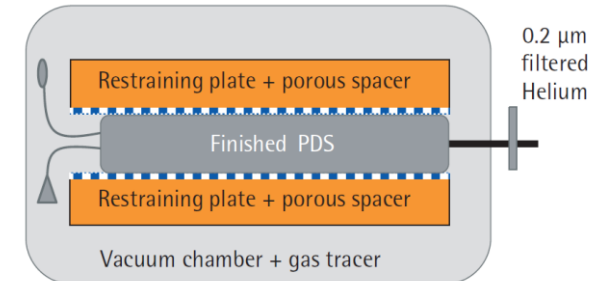 0.2 µm
filtered
Helium
Restraining plate + porous spacer
Finished PDS
Restraining plate + porous spacer
Vacuum chamber + gas tracer